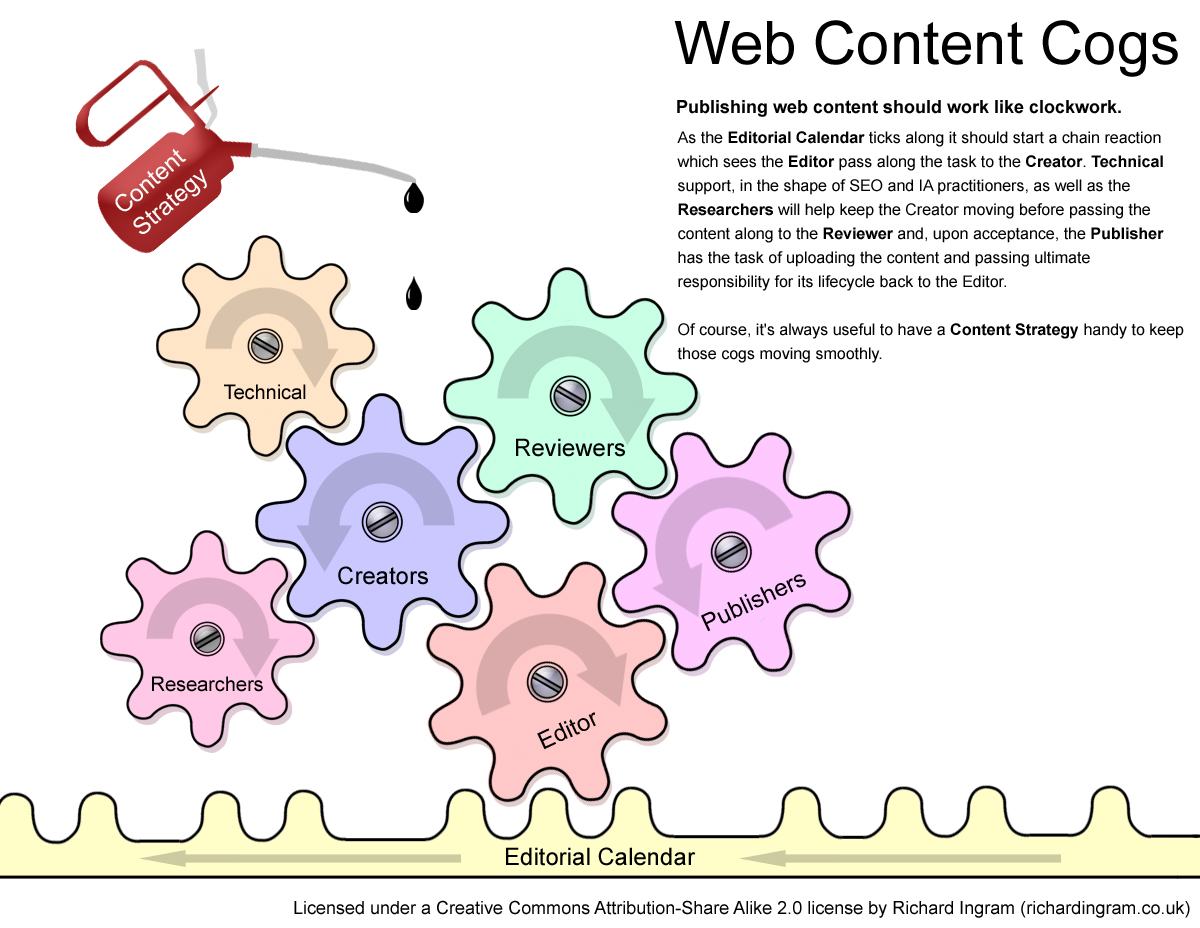 Web Content Cogs
Publishing web content should work like clockwork.
As the Editorial Calendar ticks along it should start a chain reaction
which sees the Editor pass along the task to the Creator. Technical
support, in the shape of SEO and IA practitioners, as well as the
Researchers will help keep the Creator moving before passing the
content along to the Reviewer and, upon acceptance, the Publisher
has the task of uploading the content and passing ultimate
responsibility for its lifecycle back to the Editor.
Of course, it's always useful to have a Content Strategy handy to keep
those cogs moving smoothly.
Content
Strategy
Technical
Reviewers
Creators
Publishers
Researchers
Editor
Editorial Calendar
Licensed under a Creative Commons Attribution-Share Alike 2.0 license by Richard Ingram (richardingram.co.uk)